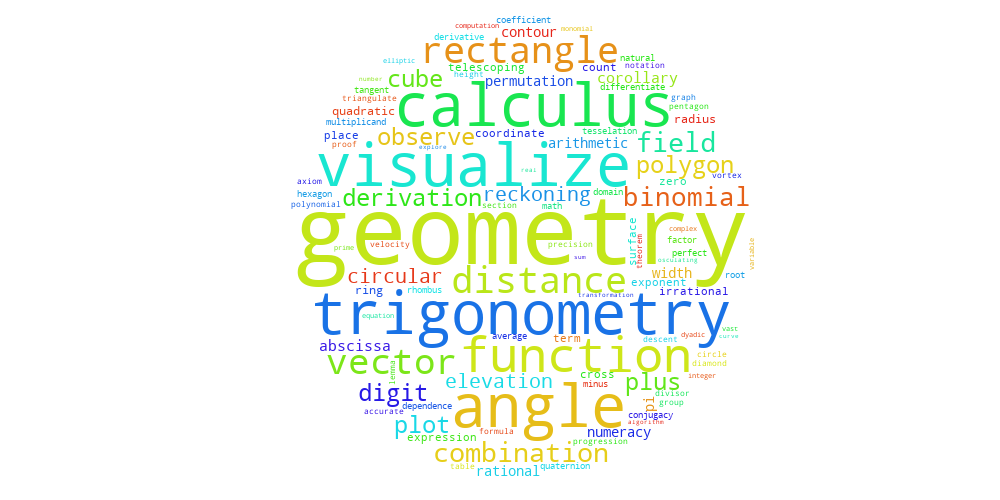 coefficient
computation
monomial
contour
derivative
rectangle
elliptic
natural
telescoping
count
notation
number
cube
height
permutation
corollary
differentiate
tangent
triangulate
calculus
graph
pentagon
quadratic
radius
multiplicand
place
observe
coordinate
tesselation
proof
explore
arithmetic
field
visualize
real
polygon
vortex
axiom
zero
hexagon
derivation
reckoning
domain
binomial
polynomial
section
math
geometry
surface
complex
prime
velocity
precision
theorem
factor
variable
sum
perfect
osculating
circular
distance
width
root
exponent
ring
rhombus
transformation
irrational
equation
trigonometry
vast
average
term
descent
dyadic
curve
abscissa
function
circle
vector
lemma
diamond
elevation
cross
plus
integer
minus
digit
angle
divisor
pi
group
accurate
dependence
conjugacy
plot
algorithm
formula
numeracy
expression
progression
combination
table
rational
quaternion